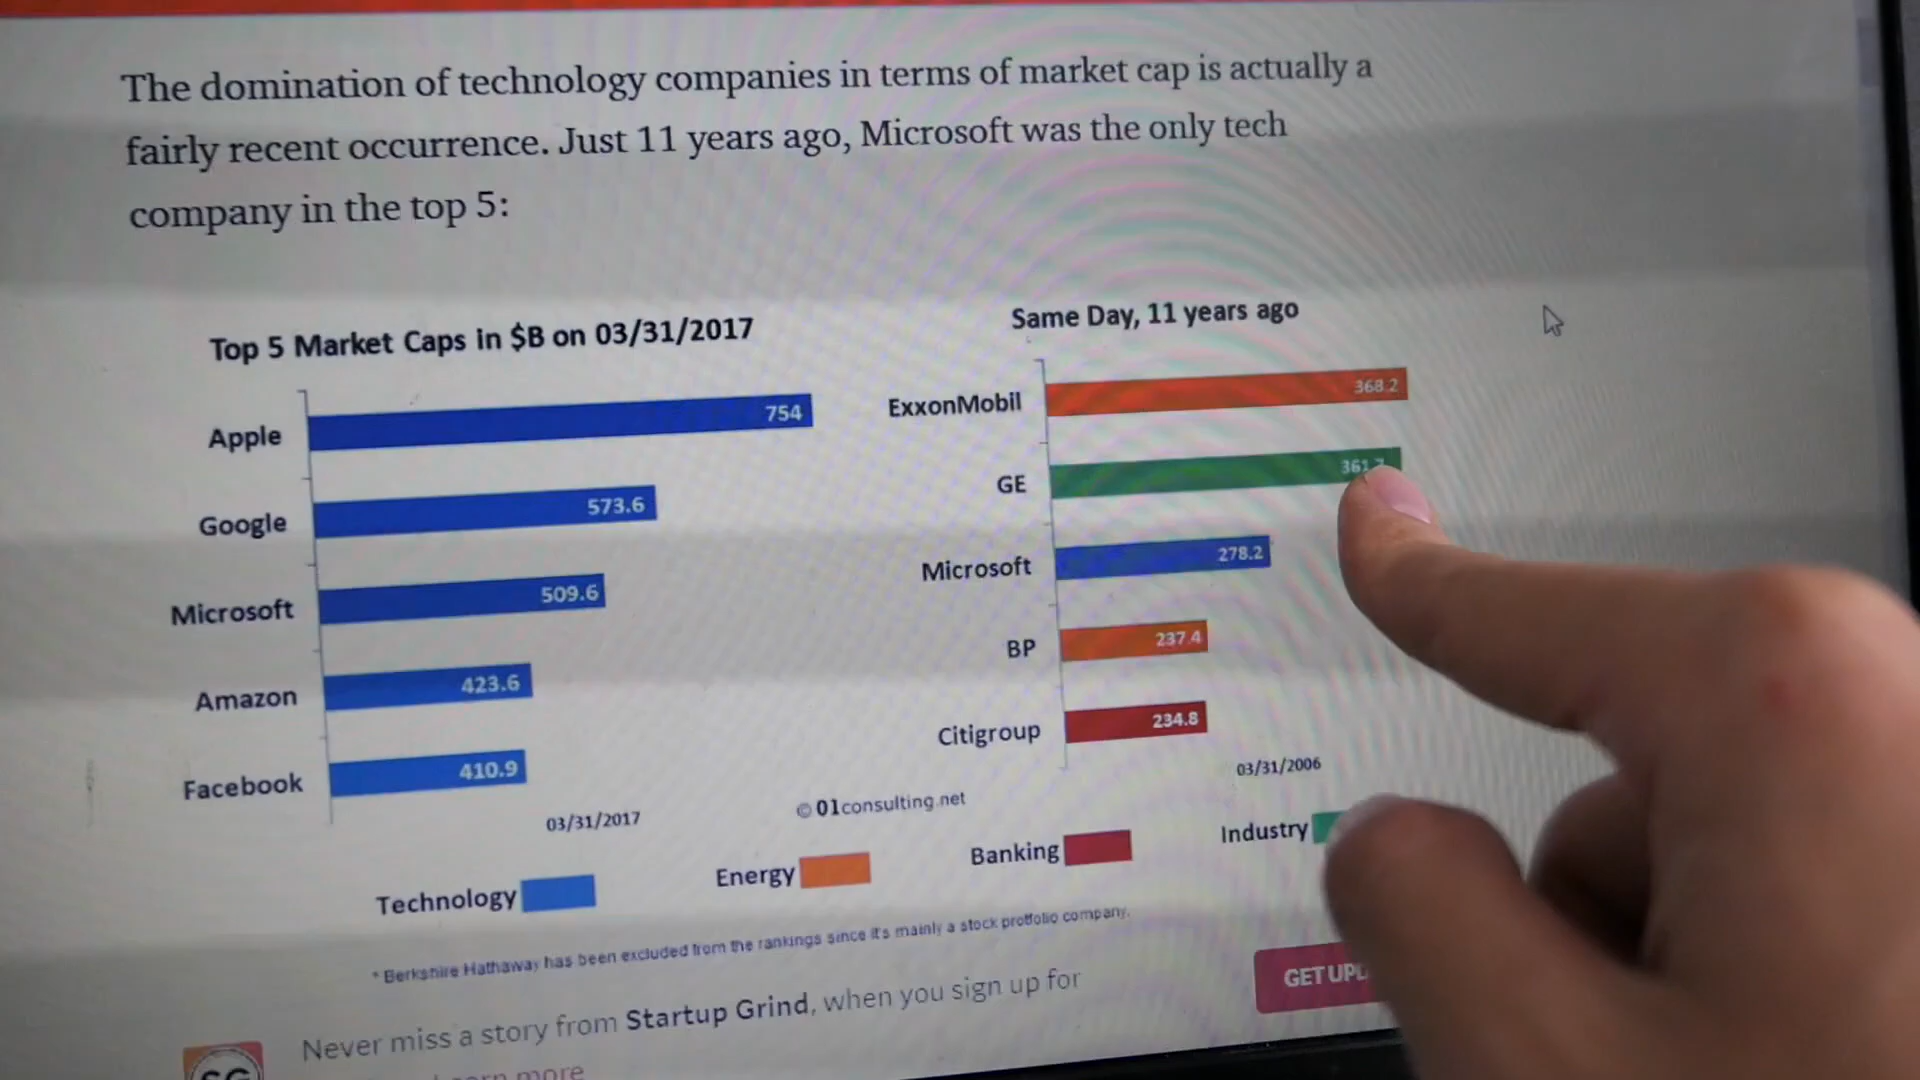 The domination of technology companies in terms of market cap is actually a
fairly recent occurrence. Just 11 years ago, Microsoft was the only tech
company in the top 5:
Top 5 Market Caps in $B on 03/31/2017
Apple 754
Google 573.6
Microsoft 509.6
Amazon 423.6
Facebook 410.9
03/31/2017
Same Day, 11 years ago
ExxonMobil 368.2
GE
Microsoft 278.2
BP 237.4
Citigroup 234.8
03/31/2006
© 01consulting.net
Technology
Energy
Banking
Industry
* Berkshire Hathaway has been excluded from the rankings since it's mainly a stock protfolio company.
Never miss a story from Startup Grind, when you sign up for
GET
more
SG